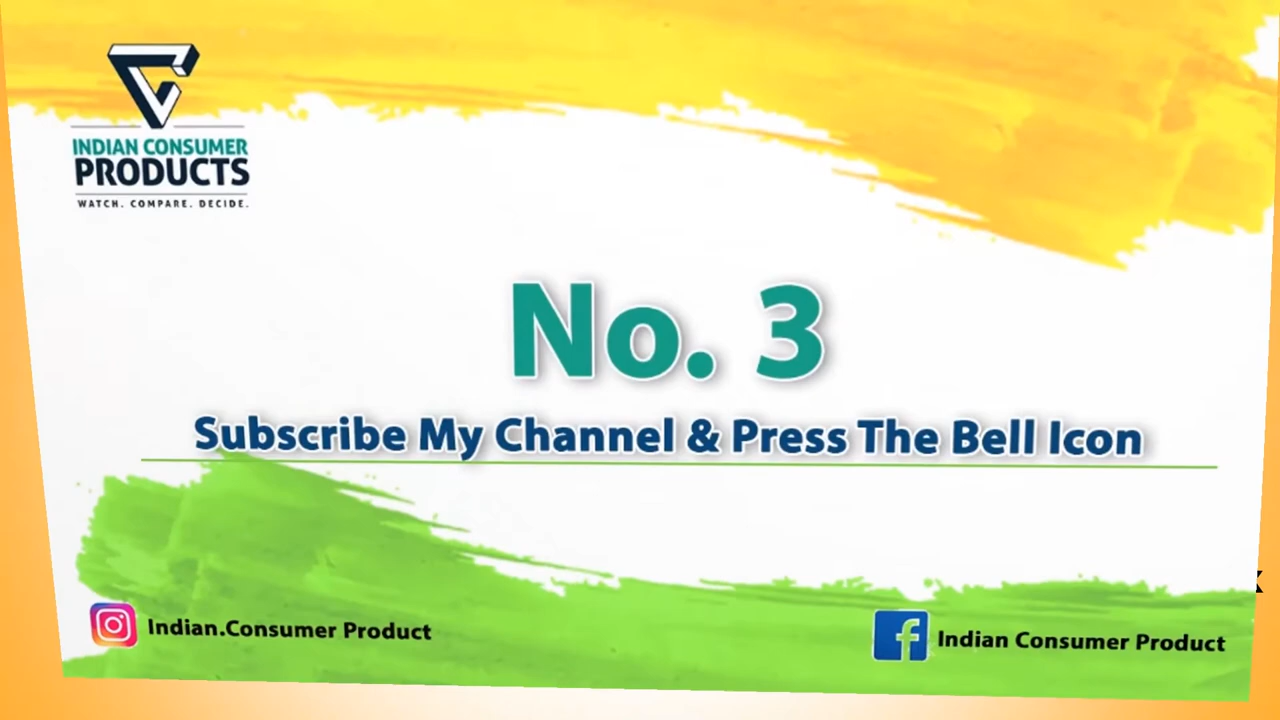 INDIAN CONSUMER
PRODUCTS
WATCH. COMPARE. DECIDE.
No. 3
Subscribe My Channel & Press The Bell Icon
Indian.Consumer Product
Indian Consumer Product